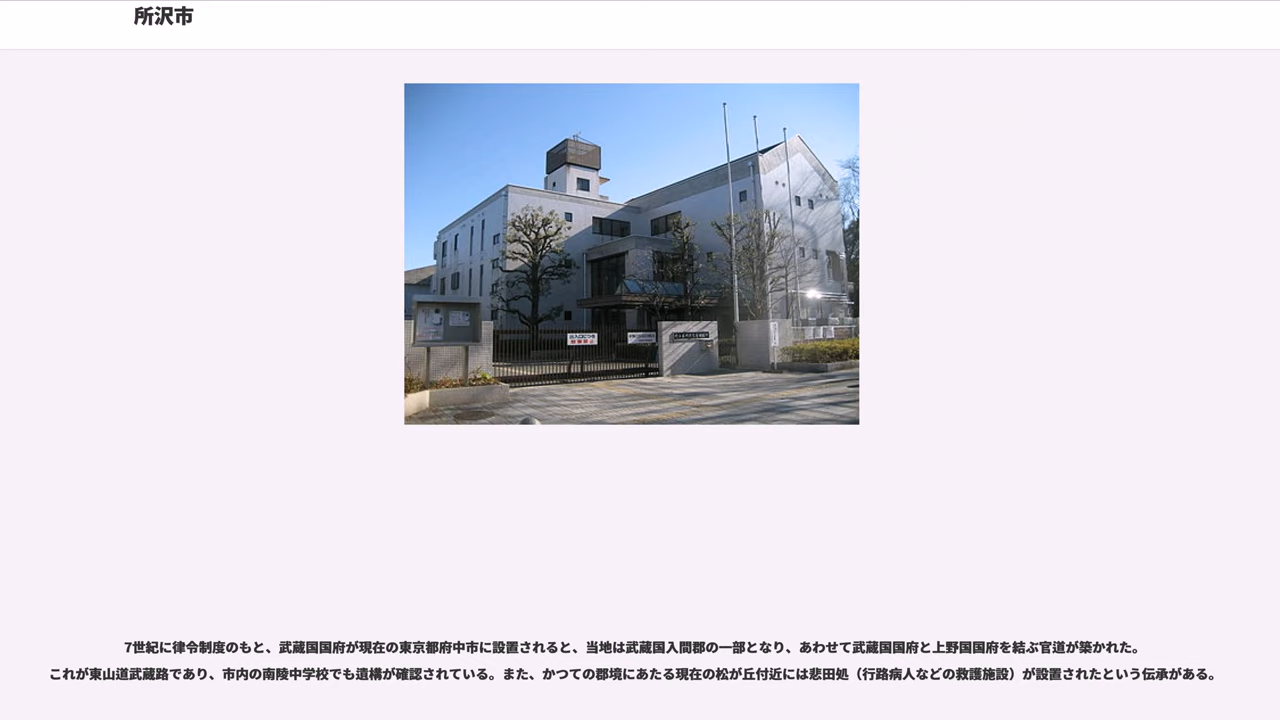 所沢市
7世紀に律令制度のもと、武蔵国国府が現在の東京都府中市に設置されると、当地は武蔵国入間郡の一部となり、あわせて武蔵国国府と上野国国府を結ぶ官道が築かれた。
これが東山道武蔵路であり、市内の南陵中学校でも遺構が確認されている。また、かつての郡境にあたる現在の松が丘付近には悲田処（行路病人などの救護施設）が設置されたという伝承がある。